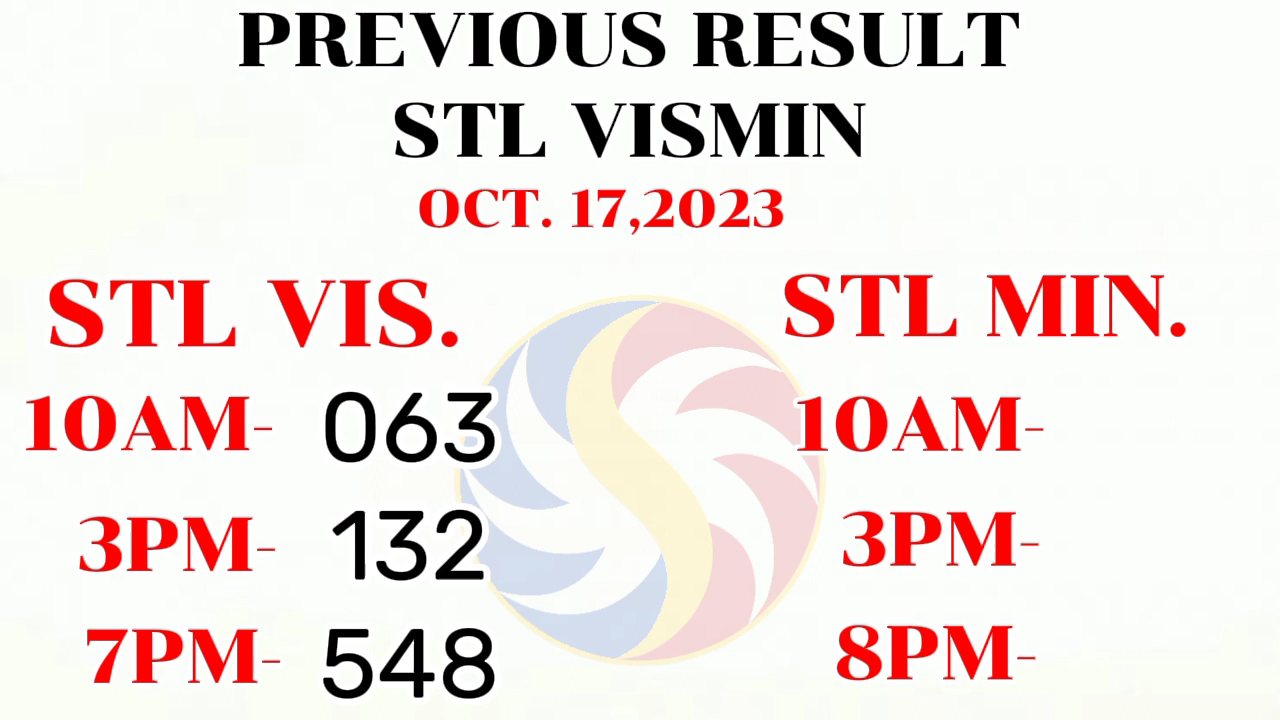 PREVIOUS RESULT
STL VISMIN
OCT. 17,2023
STL VIS.
10AM- 063
3PM- 132
7PM- 548
STL MIN.
10AM-
3PM-
8PM-